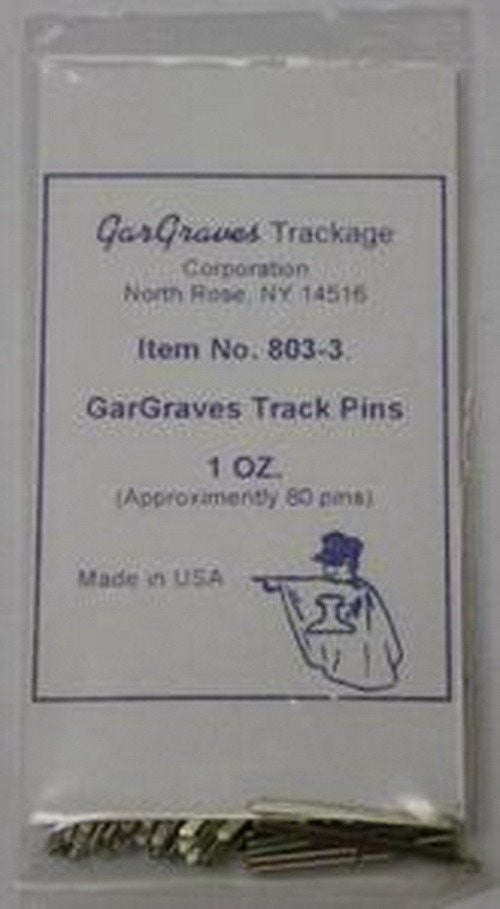 GarGraves Trackage
Corporation
North Rose, NY 14516
Item No. 803-3
GarGraves Track Pins
1 OZ.
(Approximently 80 pins)
Made in USA